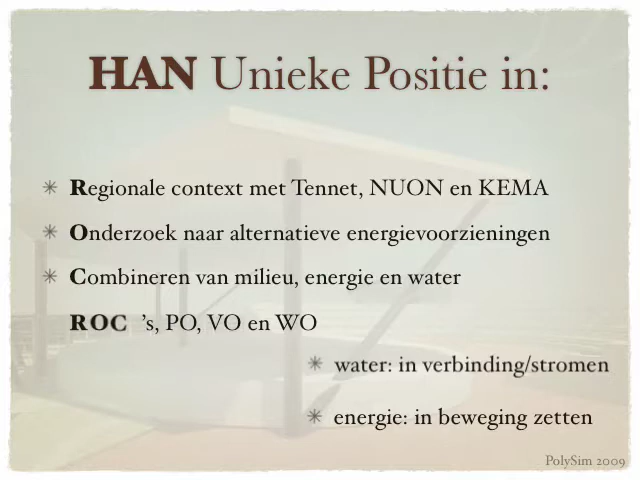 HAN Unieke Positie in:
Regionale context met Tennet, NUON en KEMA
Onderzoek naar alternatieve energievoorzieningen
Combineren van milieu, energie en water
ROC 's, PO, VO en WO
water: in verbinding/stromen
energie: in beweging zetten
PolySim 2009